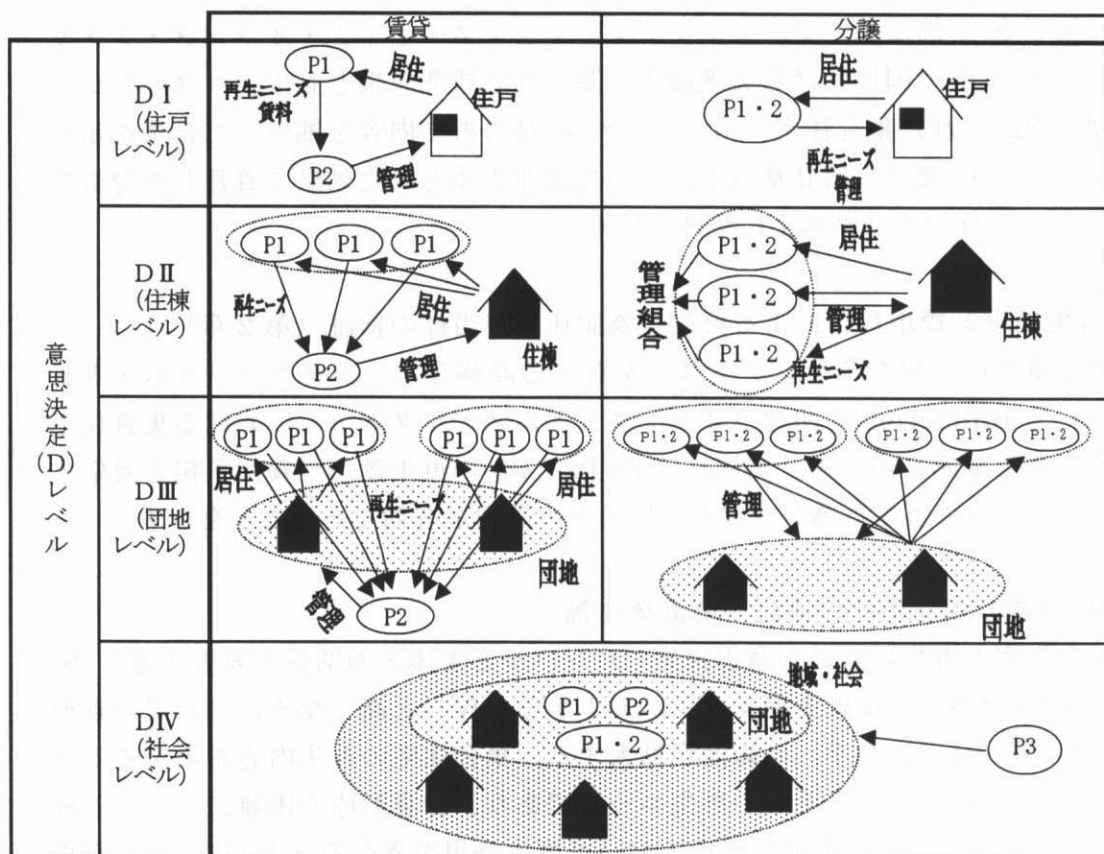 賃貸
分譲
意思決定(D)レベル
DⅠ
(住戸
レベル)
P1
居住
再生ニーズ
賃料
住戸
P2
管理
居住
P1・2
住戸
再生ニーズ
管理
DⅡ
(住棟
レベル)
P1 P1 P1
再生ニーズ
居住
P2
管理
住棟
管理組合
P1・2
P1・2
P1・2
居住
管理
再生ニーズ
住棟
DⅢ
(団地
レベル)
P1 P1 P1 P1 P1 P1
居住
再生ニーズ
居住
団地
管理
P2
P1・2 P1・2 P1・2 P1・2 P1・2 P1・2
管理
団地
DⅣ
(社会
レベル)
地域・社会
P1 P2
団地
P1・2
P3